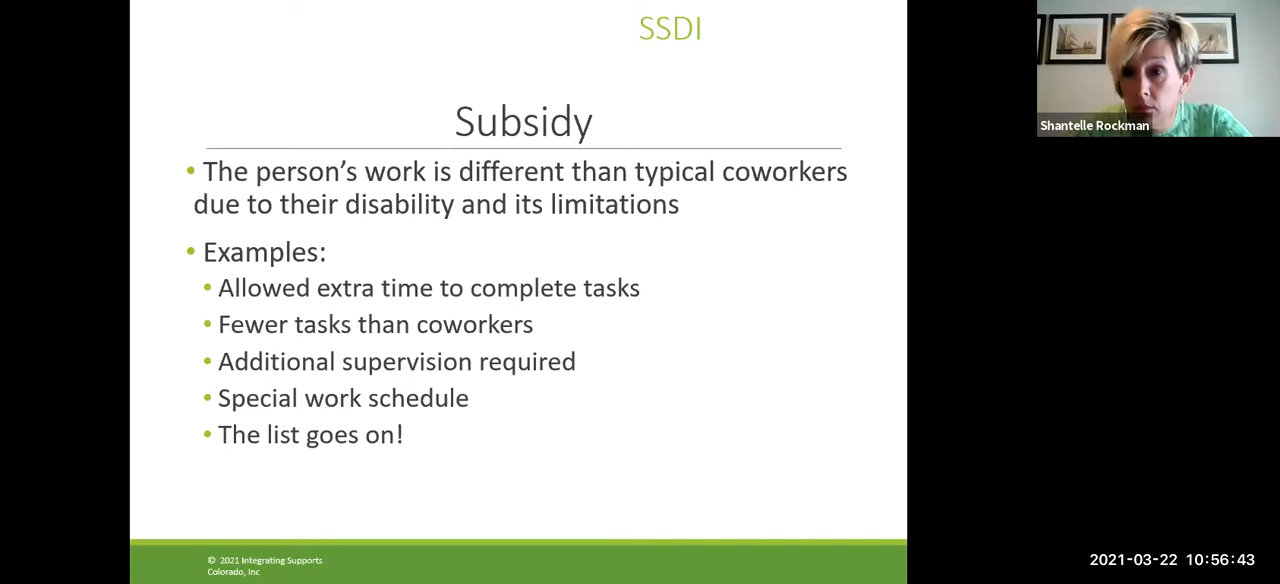 SSDI
Subsidy
• The person's work is different than typical coworkers
due to their disability and its limitations
• Examples:
• Allowed extra time to complete tasks
• Fewer tasks than coworkers
• Additional supervision required
• Special work schedule
• The list goes on!
© 2021 Integrating Supports
Colorado, Inc
Shantelle Rockman
2021-03-22 10:56:43